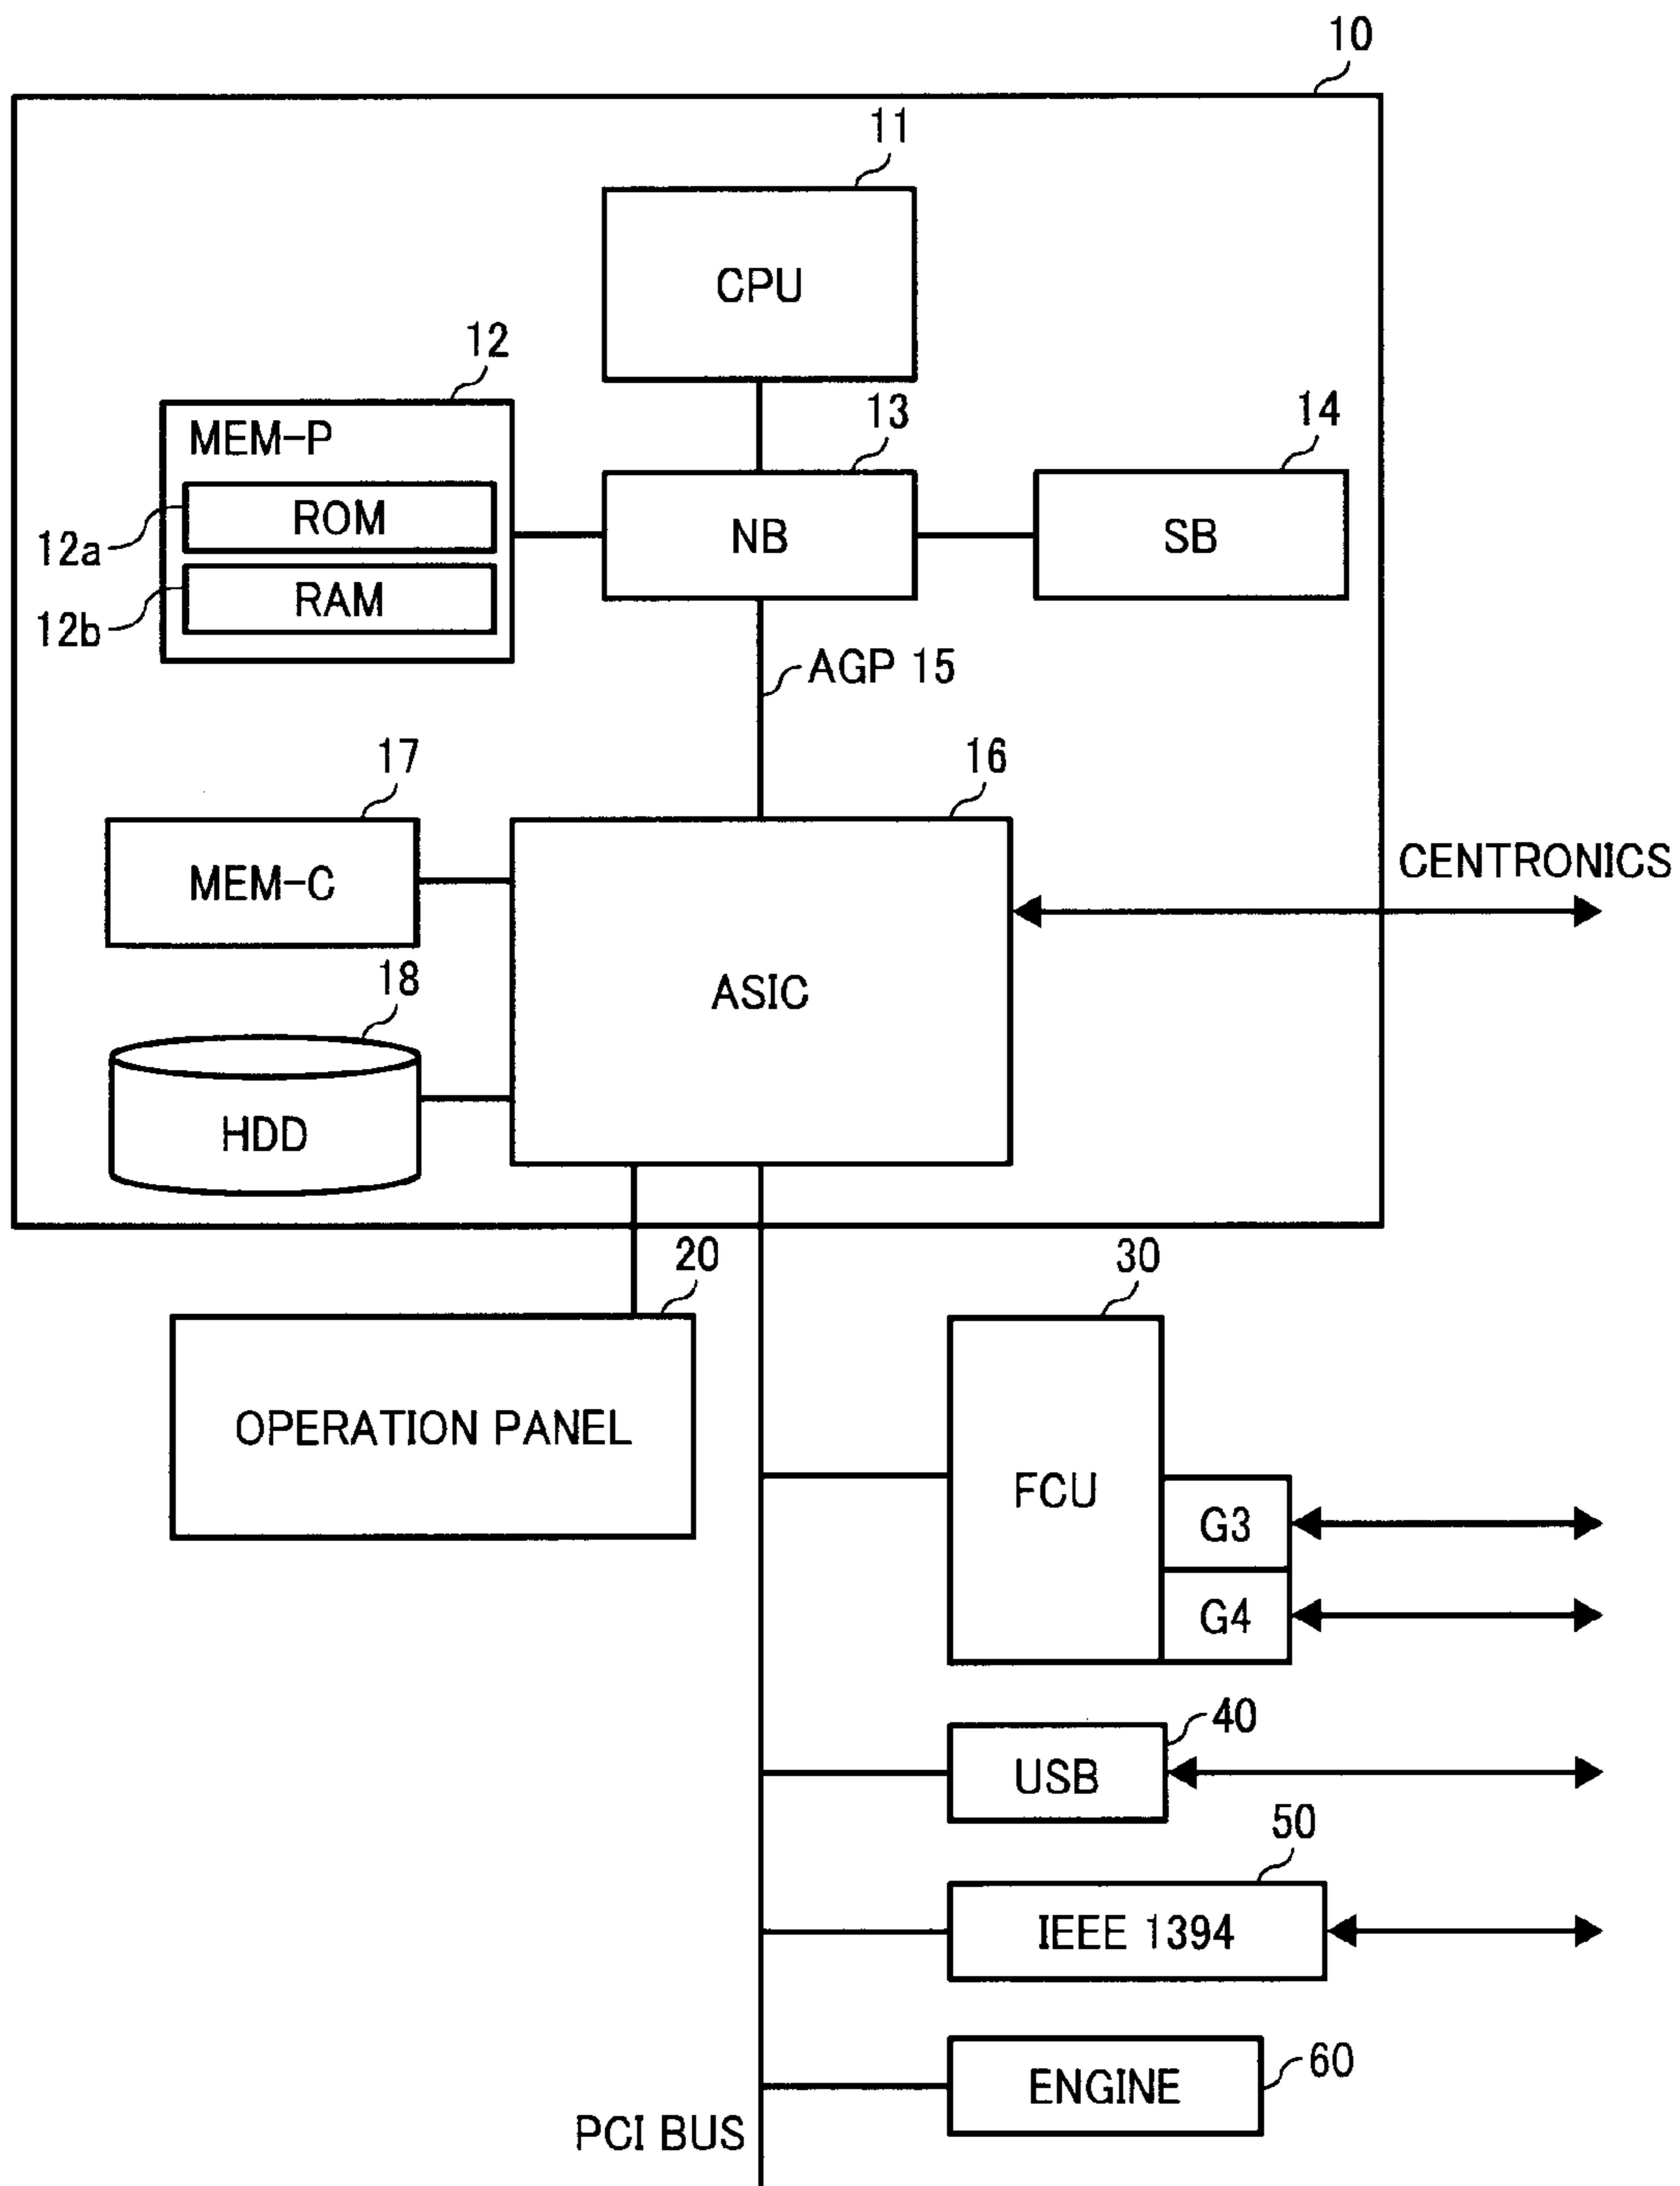 10
11
CPU
12
MEM-P
ROM
12a
RAM
12b
13
NB
14
SB
AGP 15
17
MEM-C
16
ASIC
CENTRONICS
18
HDD
20
OPERATION PANEL
30
FCU
G3
G4
40
USB
50
IEEE 1394
ENGINE
60
PCI BUS